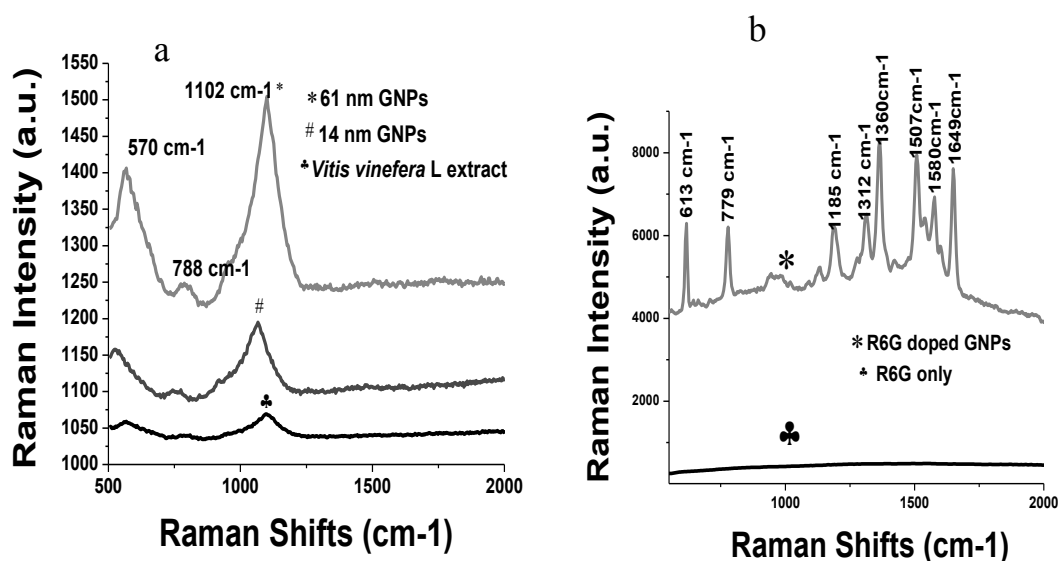 a
1550
1500
1450
1400
1350
1300
1250
1200
1150
1100
1050
1000
Raman Intensity (a.u.)
1102 cm-1 *
570 cm-1
788 cm-1
* 61 nm GNPs
# 14 nm GNPs
♣ Vitis vinefera L extract
#
♣
500 1000 1500 2000
Raman Shifts (cm-1)
b
8000
6000
4000
2000
Raman Intensity (a.u.)
613 cm-1
779 cm-1
1185 cm-1
1312 cm-1
1360cm-1
1507cm-1
1580cm-1
1649cm-1
*
* R6G doped GNPs
♣ R6G only
♣
1000 1500 2000
Raman Shifts (cm-1)